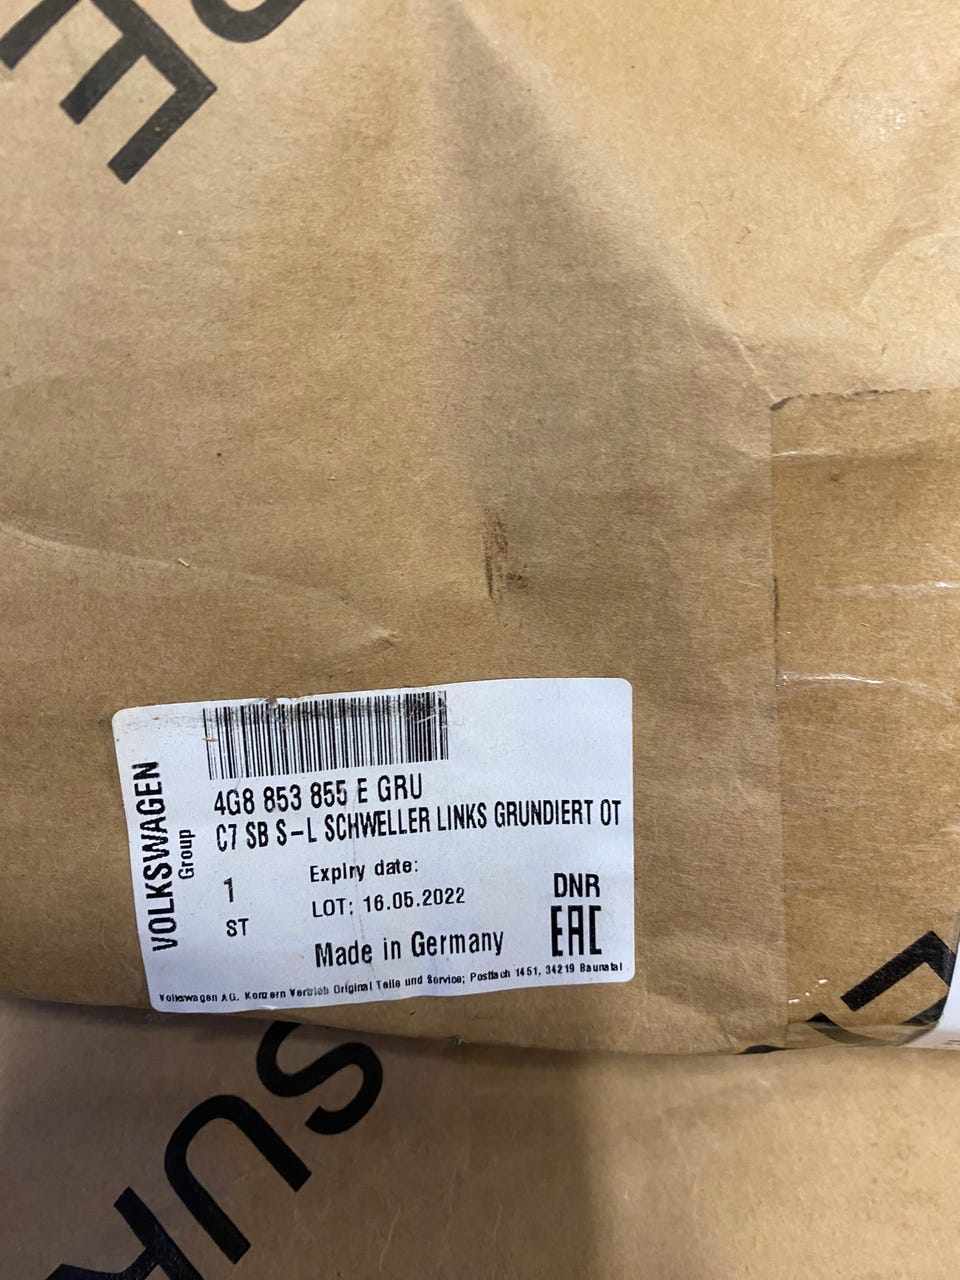 VOLKSWAGEN
Group
4G8 853 855 E GRU
C7 SB S-L SCHWELLER LINKS GRUNDIERT OT
1
ST
Expiry date:
LOT: 16.05.2022
Made in Germany
DNR
EAC
Volkswagen AG, Konzern Vertrieb Original Teile und Service; Postfach 1451, 34219 Baunatal
SUR